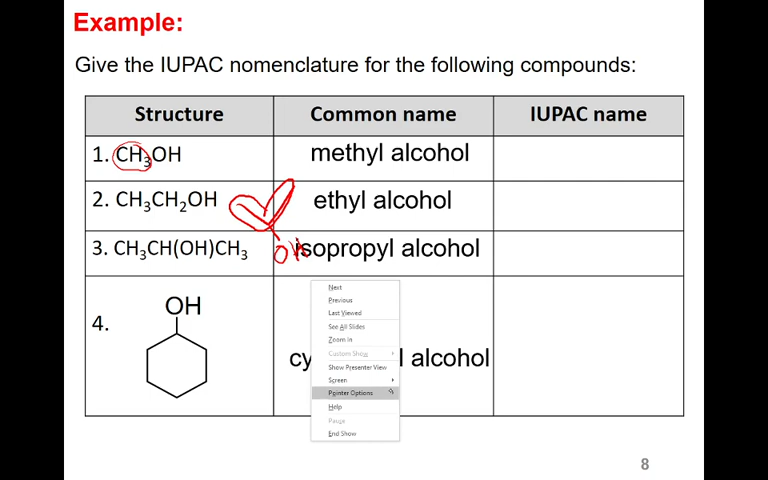 Example:
Give the IUPAC nomenclature for the following compounds:
Structure Common name IUPAC name
1. CH₃OH methyl alcohol
2. CH₃CH₂OH ethyl alcohol
OH
3. CH₃CH(OH)CH₃ isopropyl alcohol
Next
Previous
Last Viewed
See All Slides
Zoom in
Custom Show
Show Presenter View
Screen
Pointer Options
Help
Pause
End Show
OH
4.
cy l alcohol
8